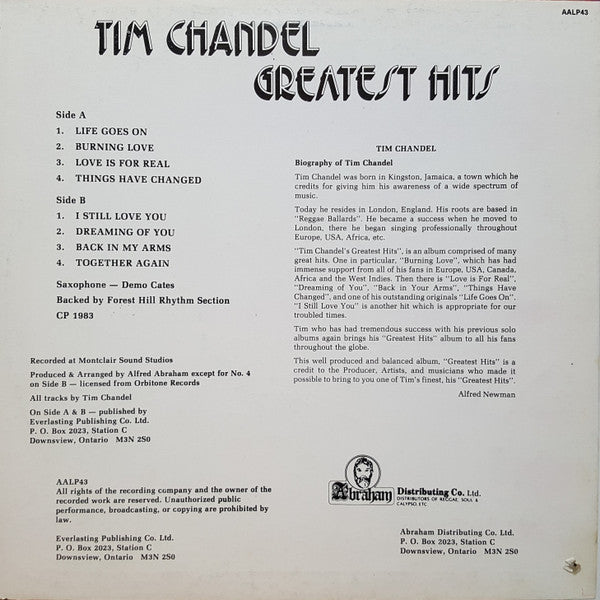 AALP43
TIM CHANDEL
GREATEST HITS
Side A
1. LIFE GOES ON
2. BURNING LOVE
3. LOVE IS FOR REAL
4. THINGS HAVE CHANGED
Side B
1. I STILL LOVE YOU
2. DREAMING OF YOU
3. BACK IN MY ARMS
4. TOGETHER AGAIN
Saxophone — Demo Cates
Backed by Forest Hill Rhythm Section
CP 1983
Recorded at Montclair Sound Studios
Produced & Arranged by Alfred Abraham except for No. 4
on Side B — licensed from Orbitone Records
All tracks by Tim Chandel
On Side A & B — published by
Everlasting Publishing Co. Ltd.
P. O. Box 2023, Station C
Downsview, Ontario M3N 2S0
TIM CHANDEL
Biography of Tim Chandel
Tim Chandel was born in Kingston, Jamaica, a town which he
credits for giving him his awareness of a wide spectrum of
music.
Today he resides in London, England. His roots are based in
"Reggae Ballards". He became a success when he moved to
London, there he began singing professionally throughout
Europe, USA, Africa, etc.
"Tim Chandel's Greatest Hits", is an album comprised of many
great hits. One in particular, "Burning Love", which has had
immense support from all of his fans in Europe, USA, Canada,
Africa and the West Indies. Then there is "Love is For Real",
"Dreaming of You", "Back in Your Arms", "Things Have
Changed", and one of his outstanding originals "Life Goes On".
"I Still Love You" is another hit which is appropriate for our
troubled times.
Tim who has had tremendous success with his previous solo
albums again brings his "Greatest Hits" album to all his fans
throughout the globe.
This well produced and balanced album, "Greatest Hits" is a
credit to the Producer, Artists, and musicians who made it
possible to bring to you one of Tim's finest, his "Greatest Hits".
Alfred Newman
AALP43
All rights of the recording company and the owner of the
recorded work are reserved. Unauthorized public
performance, broadcasting, or copying are prohibited by
law.
Everlasting Publishing Co. Ltd.
P. O. Box 2023, Station C
Downsview, Ontario M3N 2S0
Abraham Distributing Co. Ltd.
DISTRIBUTORS OF REGGAE, SOUL &
CALYPSO, ETC.
Abraham Distributing Co. Ltd.
P. O. Box 2023, Station C
Downsview, Ontario M3N 2S0